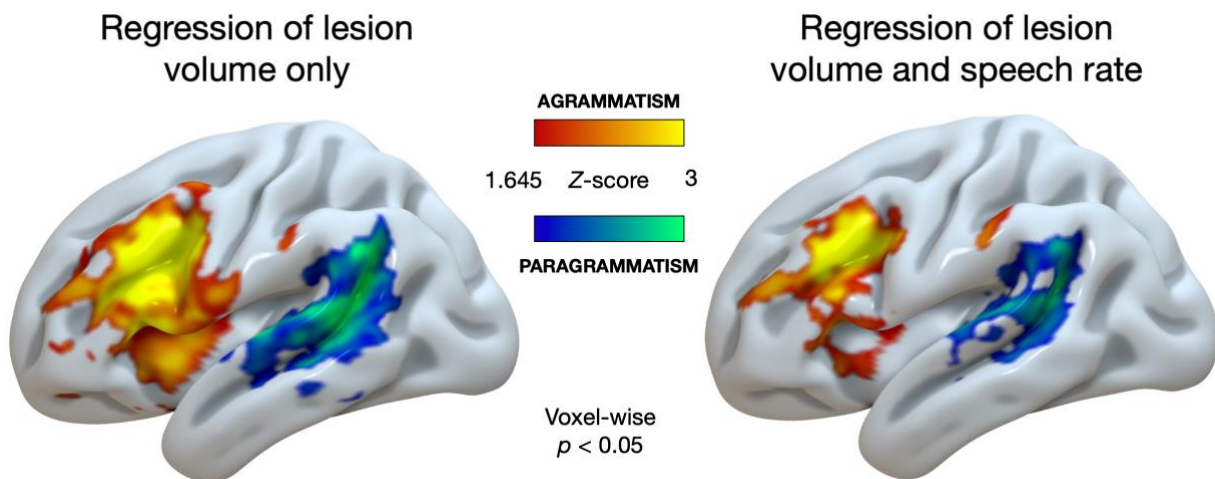 Regression of lesion
volume only
Regression of lesion
volume and speech rate
AGRAMMATISM
1.645 Z-score 3
PARAGRAMMATISM
Voxel-wise
p < 0.05